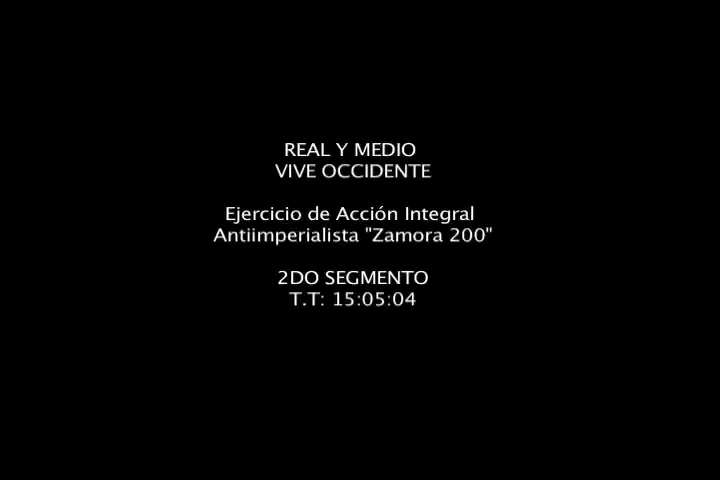 REAL Y MEDIO
VIVE OCCIDENTE
Ejercicio de Acción Integral
Antiimperialista "Zamora 200"
2DO SEGMENTO
T.T: 15:05:04